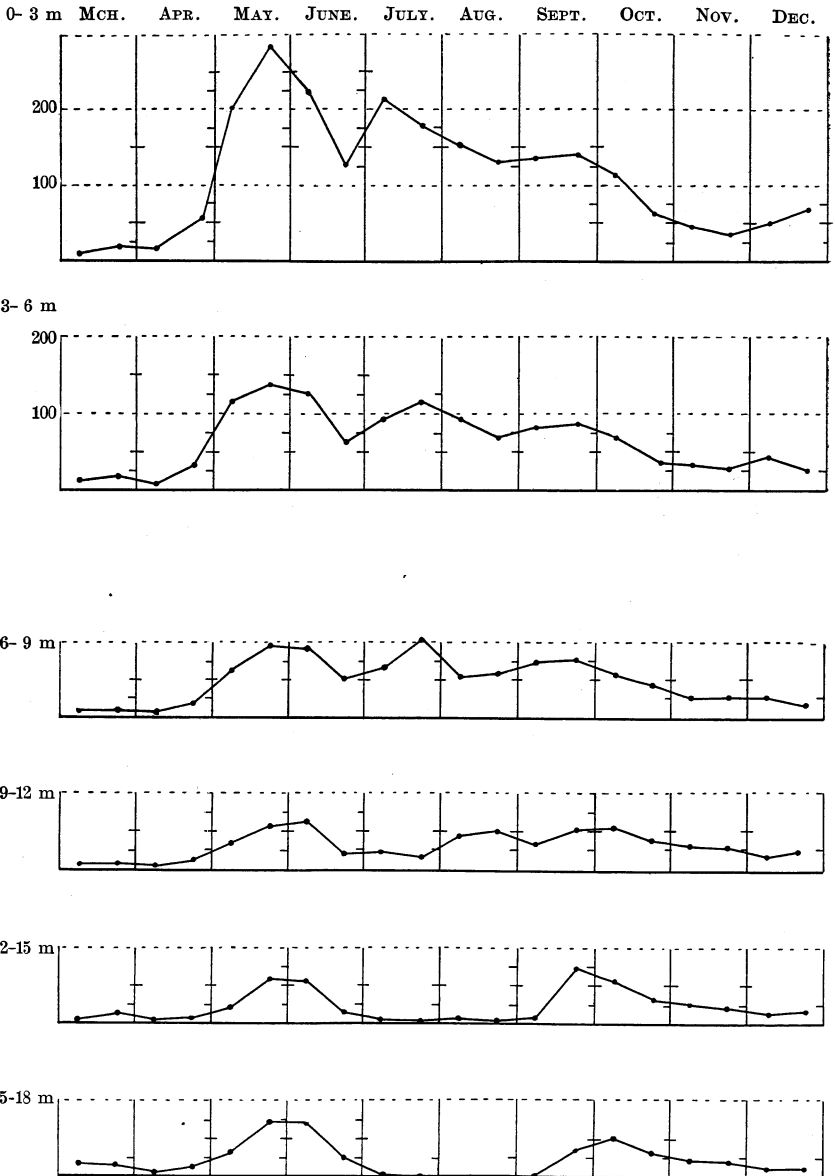 0- 3 m MCH. APR. MAY. JUNE. JULY. AUG. SEPT. OCT. NOV. DEC.
200
100
3- 6 m
200
100
6- 9 m
9-12 m
2-15 m
5-18 m